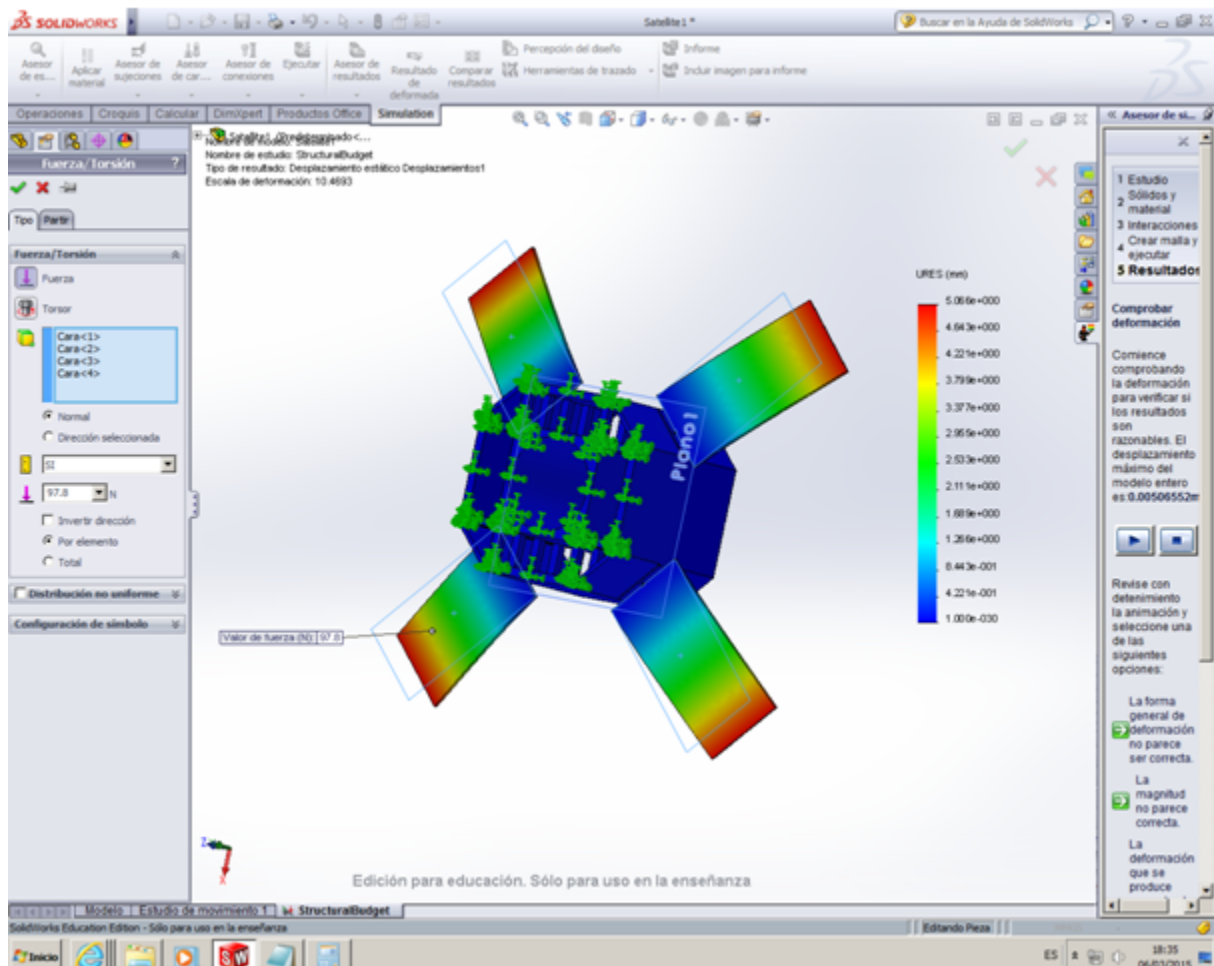 SOLIDWORKS
Satellite1 *
Buscar en la Ayuda de SolidWorks
Asesor de es...
Aplicar material
Asesor de sujeciones
Asesor de car...
Asesor de conexiones
Ejecutar
Asesor de resultados
Resultado de deformada
Comparar resultados
Percepción del diseño
Herramientas de trazado
Informe
Incluir imagen para informe
Operaciones
Croquis
Calcular
DimXpert
Productos Office
Simulation
Fuerza/Torsión ?
Tipo
Partir
Fuerza/Torsión
Fuerza
Torsor
Cara<1>
Cara<2>
Cara<3>
Cara<4>
Normal
Dirección seleccionada
SI
97.8 N
Invertir dirección
Por elemento
Total
Distribución no uniforme
Configuración de símbolo
Nombre de estudio: StructuralBudget
Tipo de resultado: Desplazamiento estático Desplazamientos1
Escala de deformación: 10.4693
Plano1
Valor de fuerza (N): 97.8
URES (mm)
5.066e+000
4.643e+000
4.221e+000
3.799e+000
3.377e+000
2.955e+000
2.533e+000
2.111e+000
1.689e+000
1.266e+000
8.443e-001
4.221e-001
1.000e-030
Z
X
Edición para educación. Sólo para uso en la enseñanza
Asesor de si...
1 Estudio
2 Sólidos y
material
3 Interacciones
4 Crear malla y
ejecutar
5 Resultados
Comprobar
deformación
Comience
comprobando
la deformación
para verificar si
los resultados
son
razonables. El
desplazamiento
máximo del
modelo entero
es:0.00506552m
Revise con
detenimiento
la animación y
seleccione una
de las
siguientes
opciones:
La forma
general de
deformación
no parece
ser correcta.
La
magnitud
no parece
correcta.
La
deformación
que se
produce
Modelo
Estudio de movimiento 1
StructuralBudget
SolidWorks Education Edition - Sólo para uso en la enseñanza
Editando Pieza
Inicio
ES
18:35
06/03/2015